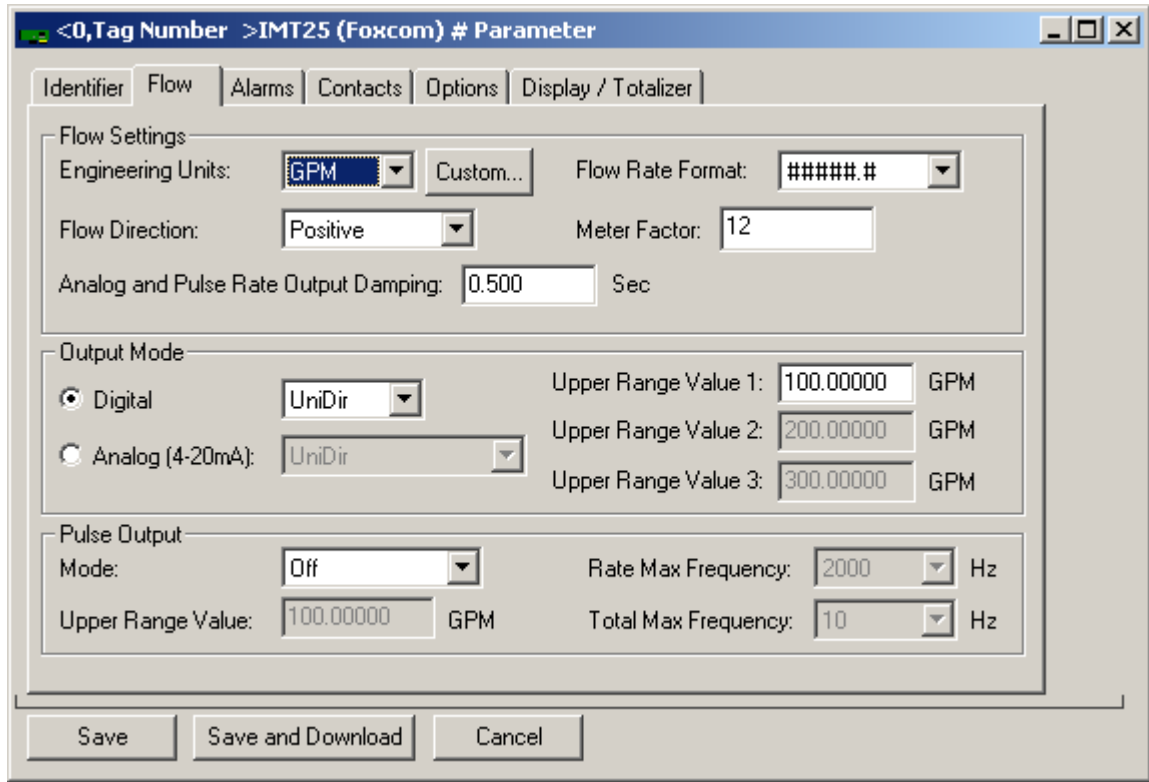 <0,Tag Number >IMT25 (Foxcom) # Parameter
Identifier Flow Alarms Contacts Options Display / Totalizer
Flow Settings
Engineering Units: GPM Custom... Flow Rate Format: #####.#
Flow Direction: Positive Meter Factor: 12
Analog and Pulse Rate Output Damping: 0.500 Sec
Output Mode
Digital UniDir Upper Range Value 1: 100.00000 GPM
Upper Range Value 2: 200.00000 GPM
Analog (4-20mA): UniDir
Upper Range Value 3: 300.00000 GPM
Pulse Output
Mode: Off Rate Max Frequency: 2000 Hz
Upper Range Value: 100.00000 GPM Total Max Frequency: 10 Hz
Save Save and Download Cancel